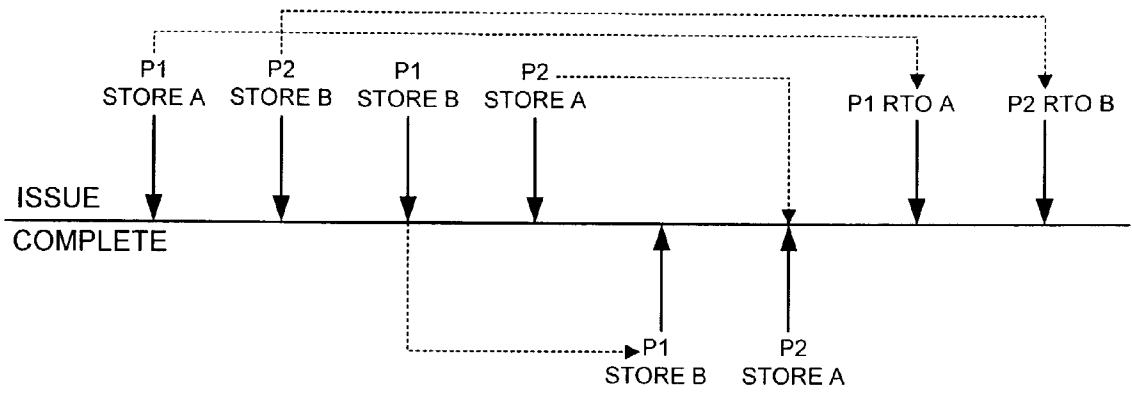 P1
STORE A
P2
STORE B
P1
STORE B
P2
STORE A
P1 RTO A
P2 RTO B
ISSUE
COMPLETE
P1
STORE B
P2
STORE A